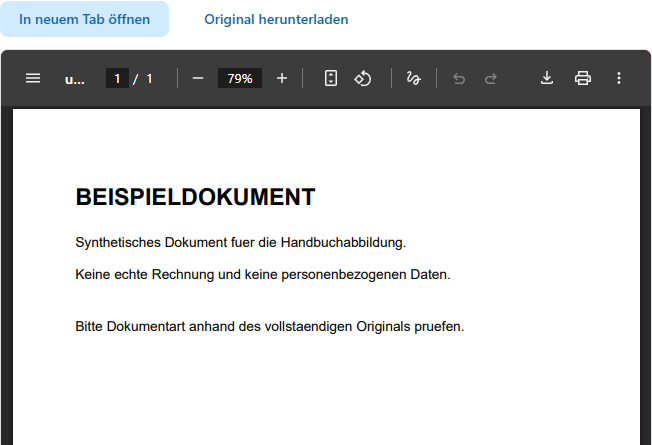 In neuem Tab öffnen Original herunterladen
u... 1 / 1 79%
BEISPIELDOKUMENT
Synthetisches Dokument fuer die Handbuchabbildung.
Keine echte Rechnung und keine personenbezogenen Daten.
Bitte Dokumentart anhand des vollstaendigen Originals pruefen.